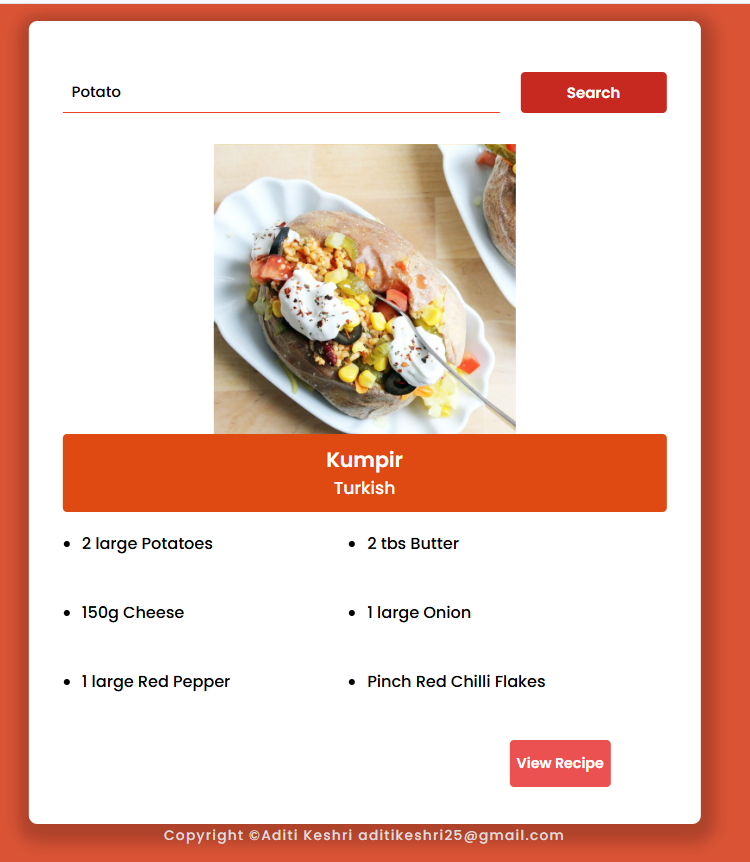 Potato
Search
Kumpir
Turkish
2 large Potatoes
2 tbs Butter
150g Cheese
1 large Onion
1 large Red Pepper
Pinch Red Chilli Flakes
View Recipe
Copyright ©Aditi Keshri aditikeshri25@gmail.com